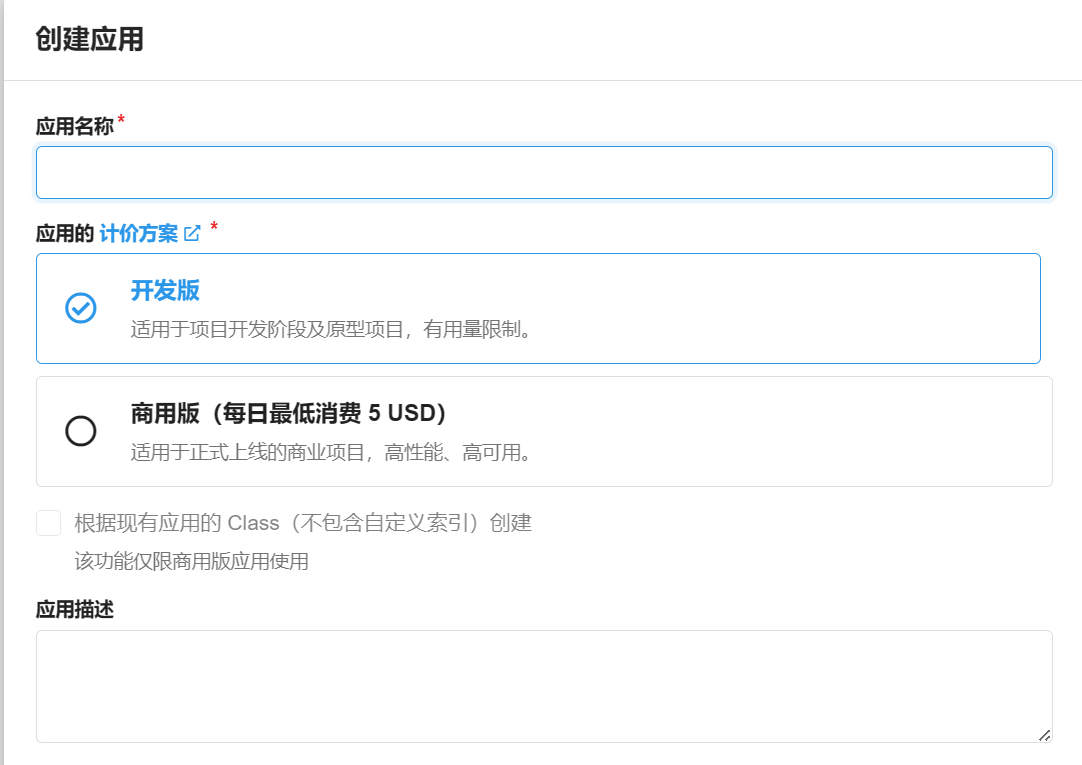 创建应用
应用名称*
应用的 计价方案 *
开发版
适用于项目开发阶段及原型项目，有用量限制。
商用版（每日最低消费 5 USD）
适用于正式上线的商业项目，高性能、高可用。
根据现有应用的 Class（不包含自定义索引）创建
该功能仅限商用版应用使用
应用描述